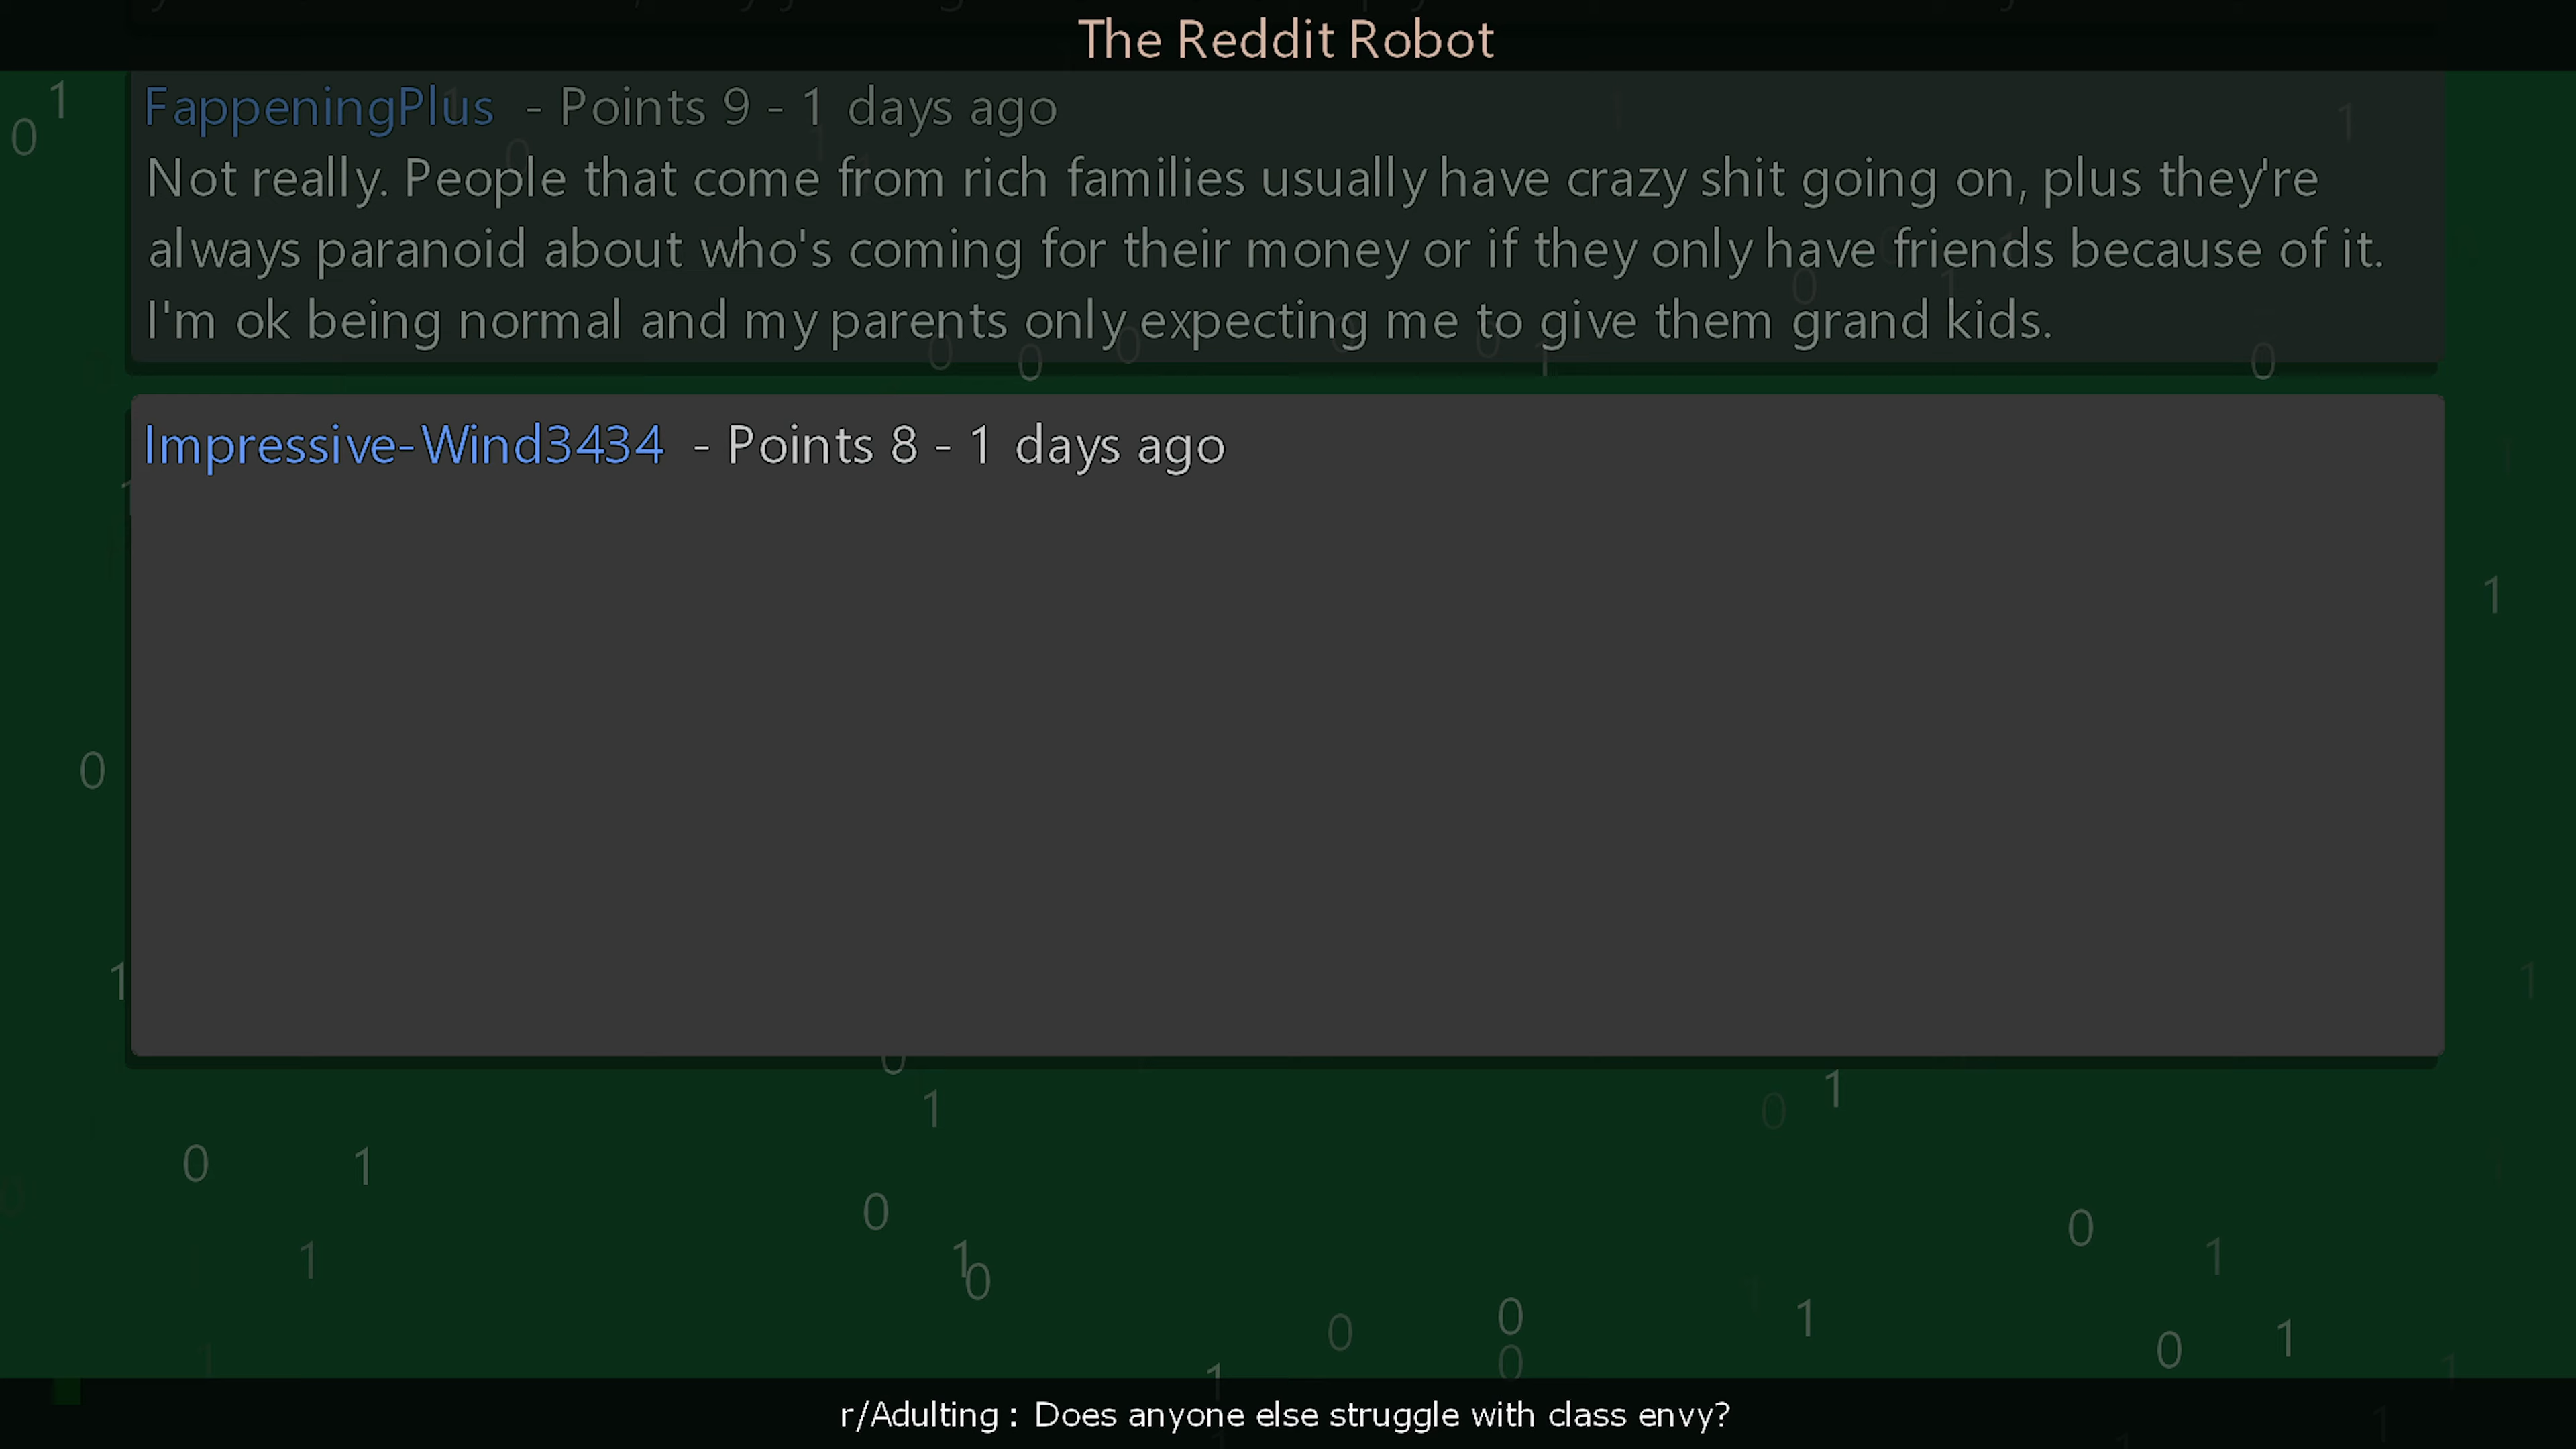 The Reddit Robot
FappeningPlus - Points 9 - 1 days ago
Not really. People that come from rich families usually have crazy shit going on, plus they're
always paranoid about who's coming for their money or if they only have friends because of it.
I'm ok being normal and my parents only expecting me to give them grand kids.
Impressive-Wind3434 - Points 8 - 1 days ago
r/Adulting : Does anyone else struggle with class envy?